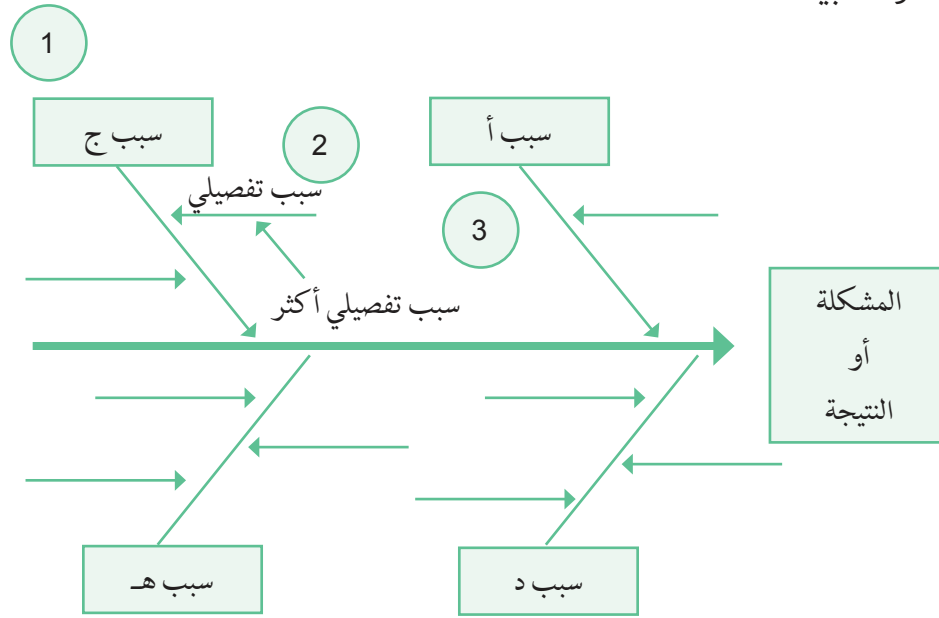 1
سبب أ
2
سبب ج
سبب تفصيلي
3
سبب تفصيلي أكثر
المشكلة
أو
النتيجة
سبب د
سبب هـ